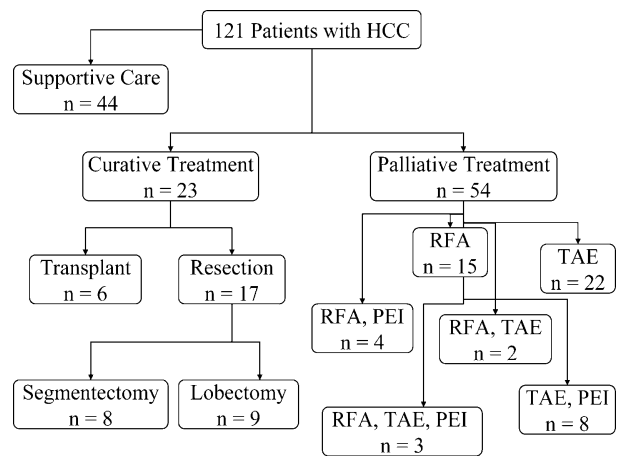 121 Patients with HCC
Supportive Care
n = 44
Curative Treatment
n = 23
Palliative Treatment
n = 54
Transplant
n = 6
Resection
n = 17
RFA
n = 15
TAE
n = 22
RFA, PEI
n = 4
RFA, TAE
n = 2
Segmentectomy
n = 8
Lobectomy
n = 9
RFA, TAE, PEI
n = 3
TAE, PEI
n = 8